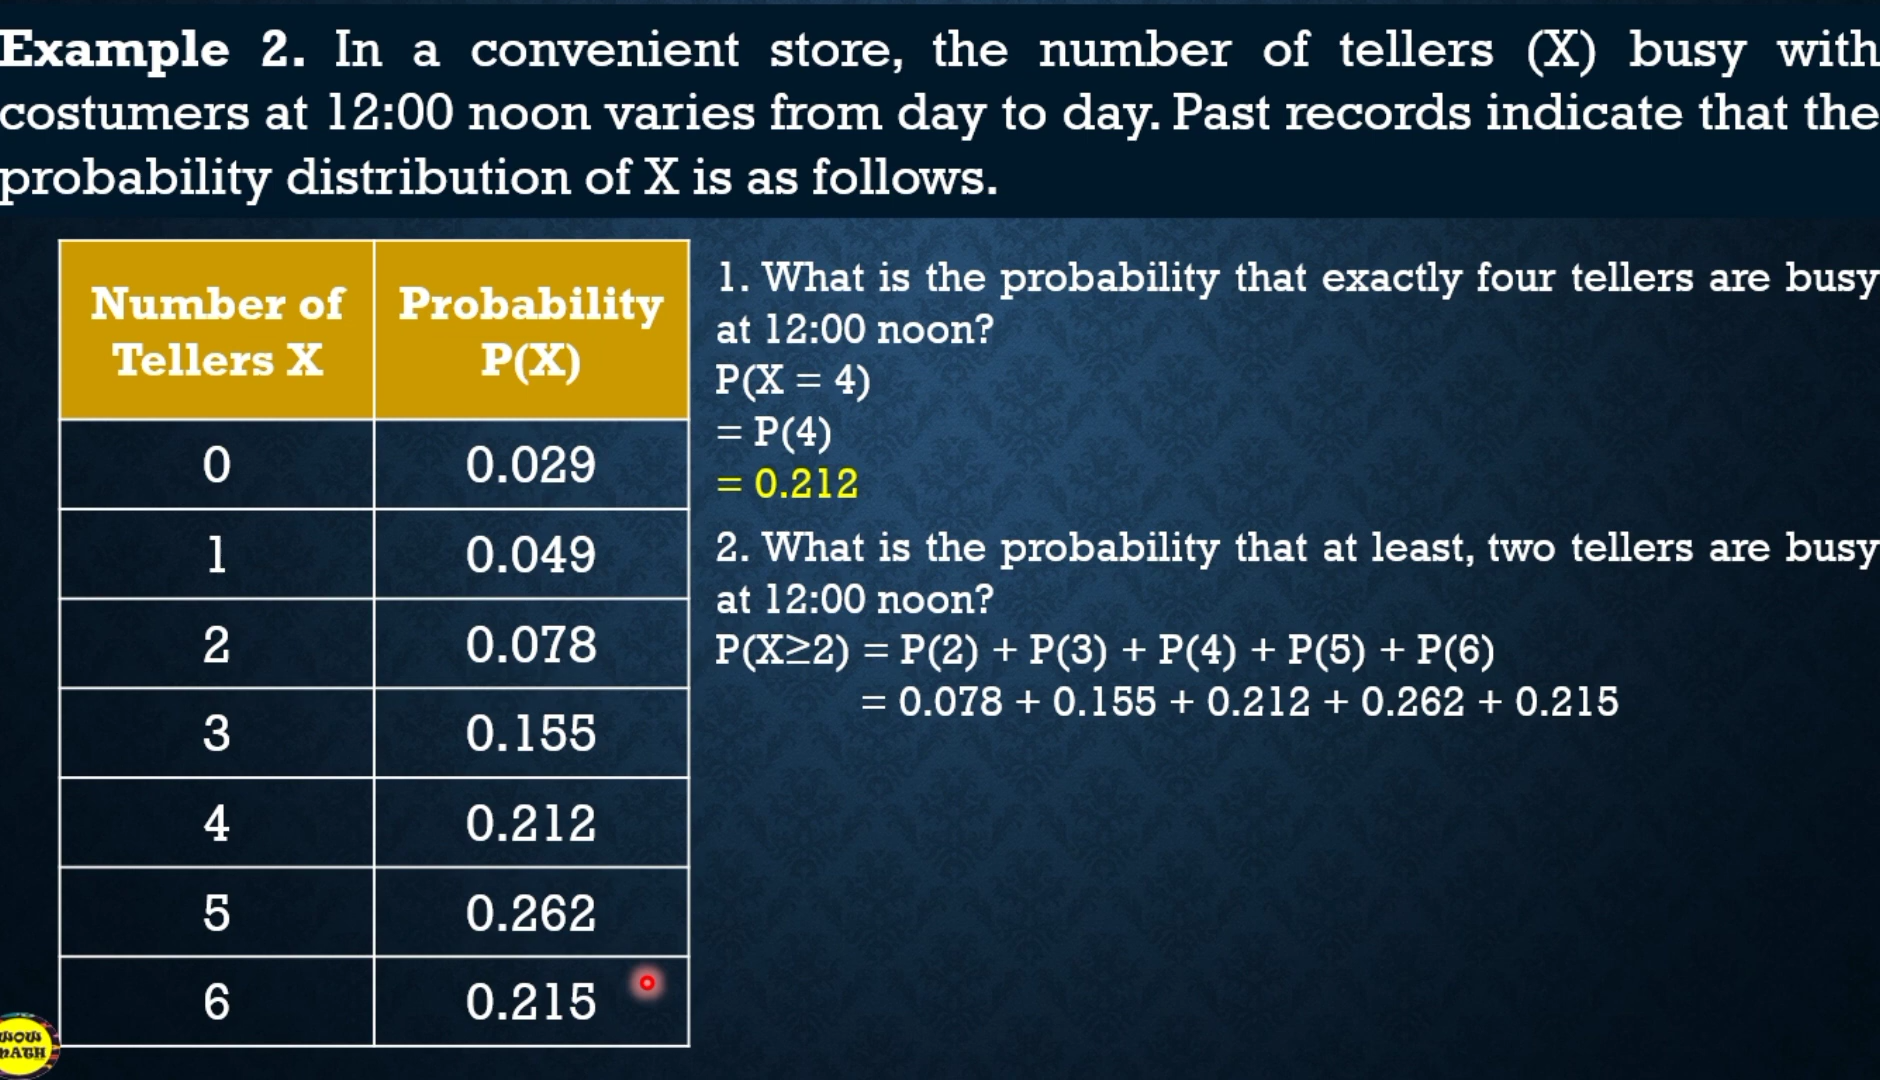 Example 2. In a convenient store, the number of tellers (X) busy with
costumers at 12:00 noon varies from day to day. Past records indicate that the
probability distribution of X is as follows.
Number of Tellers X Probability P(X)
0 0.029
1 0.049
2 0.078
3 0.155
4 0.212
5 0.262
6 0.215
1. What is the probability that exactly four tellers are busy
at 12:00 noon?
P(X = 4)
= P(4)
= 0.212
2. What is the probability that at least, two tellers are busy
at 12:00 noon?
P(X≥2) = P(2) + P(3) + P(4) + P(5) + P(6)
= 0.078 + 0.155 + 0.212 + 0.262 + 0.215
WOW
MATH